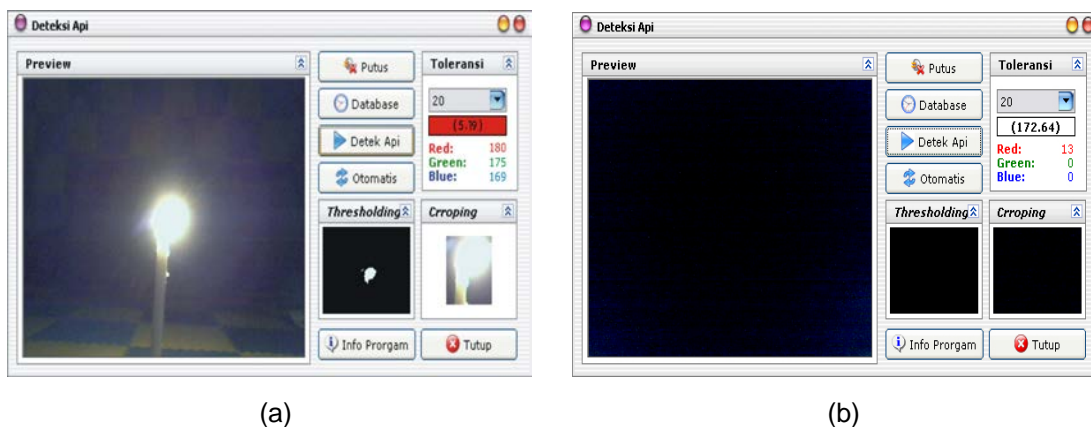 Deteksi Api
Preview
Putus
Database
Detek Api
Otomatis
Toleransi
20
(5.19)
Red: 180
Green: 175
Blue: 169
Thresholding
Crroping
Info Prorgam
Tutup
(a)
Deteksi Api
Preview
Putus
Database
Detek Api
Otomatis
Toleransi
20
(172.64)
Red: 13
Green: 0
Blue: 0
Thresholding
Crroping
Info Prorgam
Tutup
(b)